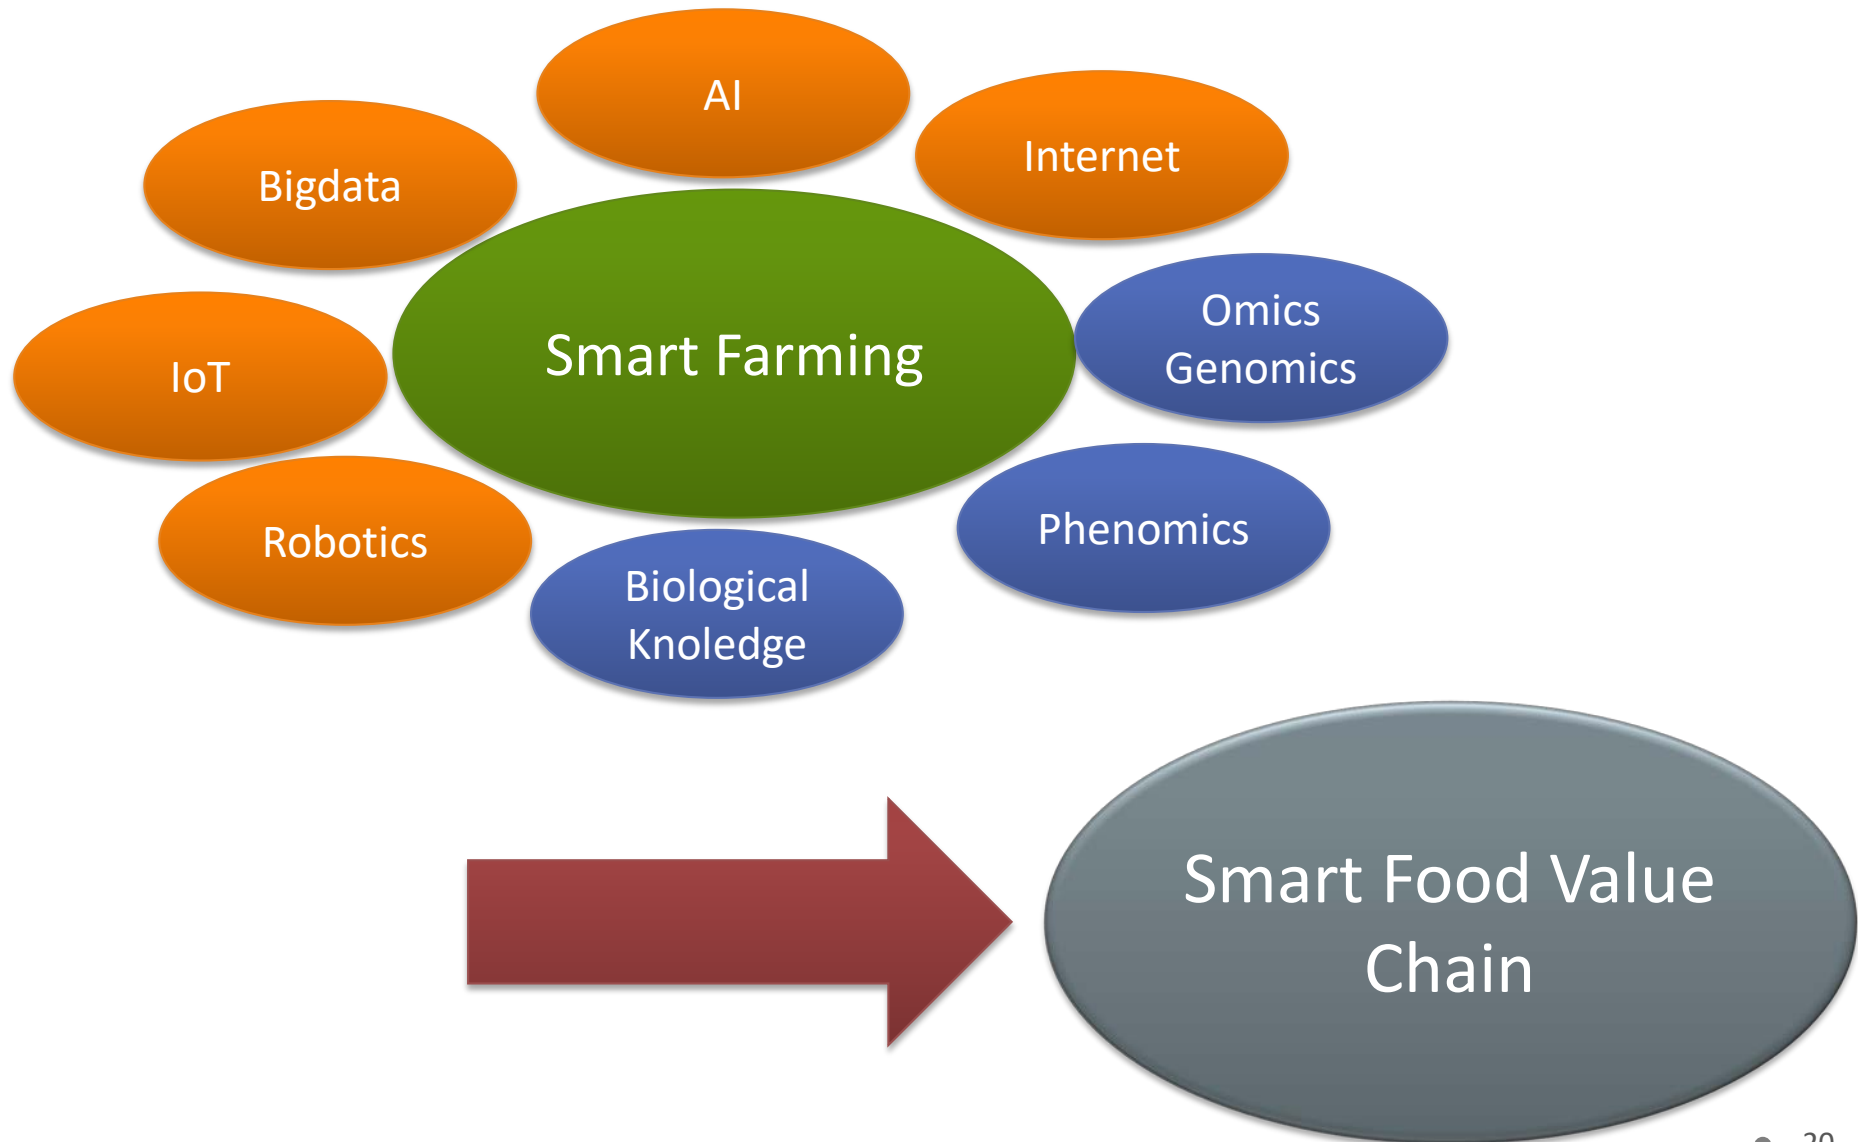 AI
Internet
Bigdata
Omics
Genomics
Smart Farming
IoT
Phenomics
Robotics
Biological
Knoledge
Smart Food Value
Chain